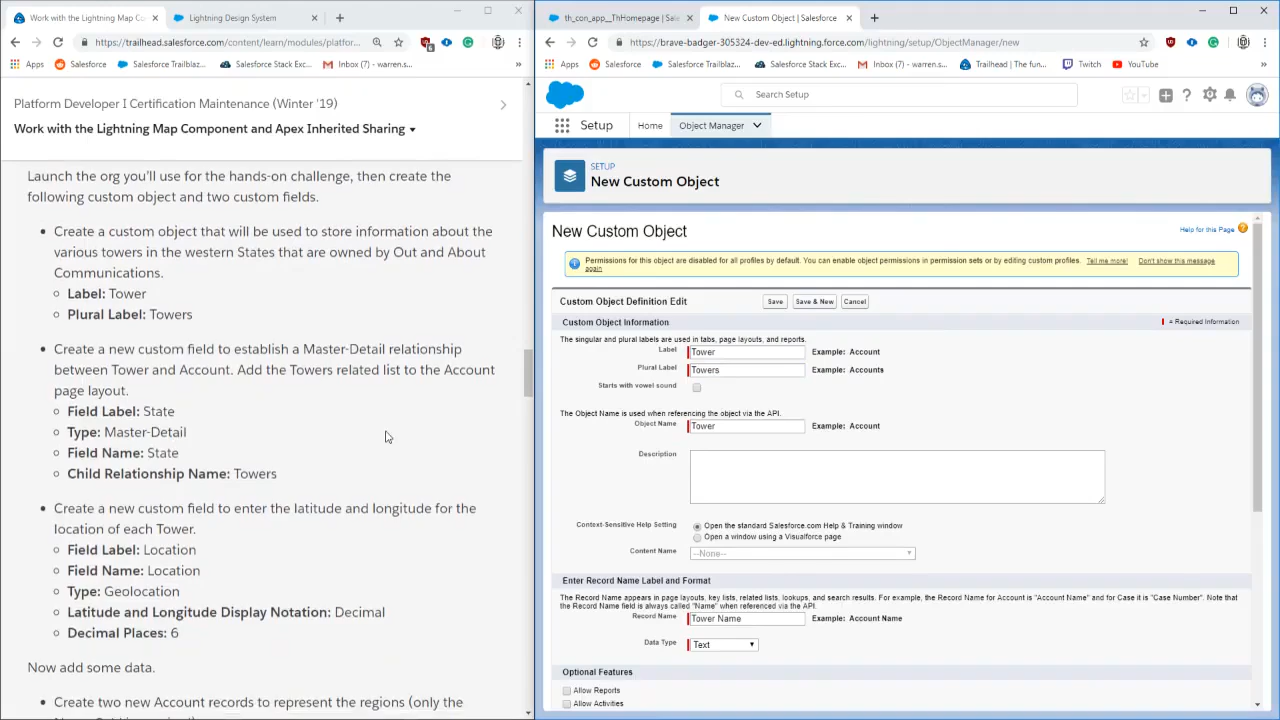 Work with the Lightning Map Com
Lightning Design System
https://trailhead.salesforce.com/content/learn/modules/platfor...
Apps
Salesforce
Salesforce Trailblaz...
Salesforce Stack Exc...
Inbox (7) - warren.s...
»
Platform Developer I Certification Maintenance (Winter '19)
Work with the Lightning Map Component and Apex Inherited Sharing
Launch the org you'll use for the hands-on challenge, then create the
following custom object and two custom fields.
Create a custom object that will be used to store information about the
various towers in the western States that are owned by Out and About
Communications.
Label: Tower
Plural Label: Towers
Create a new custom field to establish a Master-Detail relationship
between Tower and Account. Add the Towers related list to the Account
page layout.
Field Label: State
Type: Master-Detail
Field Name: State
Child Relationship Name: Towers
Create a new custom field to enter the latitude and longitude for the
location of each Tower.
Field Label: Location
Field Name: Location
Type: Geolocation
Latitude and Longitude Display Notation: Decimal
Decimal Places: 6
Now add some data.
Create two new Account records to represent the regions (only the
th_con_app__ThHomepage | Sale
New Custom Object | Salesforce
https://brave-badger-305324-dev-ed.lightning.force.com/lightning/setup/ObjectManager/new
Apps
Salesforce
Salesforce Trailblaz...
Salesforce Stack Exc...
Inbox (7) - warren.s...
Trailhead | The fun...
Twitch
YouTube
»
Search Setup
Setup
Home
Object Manager
SETUP
New Custom Object
New Custom Object
Help for this Page
Permissions for this object are disabled for all profiles by default. You can enable object permissions in permission sets or by editing custom profiles. Tell me more! Don't show this message
again
Custom Object Definition Edit
Save
Save & New
Cancel
Custom Object Information
= Required Information
The singular and plural labels are used in tabs, page layouts, and reports.
Label Tower Example: Account
Plural Label Towers Example: Accounts
Starts with vowel sound
The Object Name is used when referencing the object via the API.
Object Name Tower Example: Account
Description
Context-Sensitive Help Setting
Open the standard Salesforce.com Help & Training window
Open a window using a Visualforce page
Content Name --None--
Enter Record Name Label and Format
The Record Name appears in page layouts, key lists, related lists, lookups, and search results. For example, the Record Name for Account is "Account Name" and for Case it is "Case Number". Note that
the Record Name field is always called "Name" when referenced via the API.
Record Name Tower Name Example: Account Name
Data Type Text
Optional Features
Allow Reports
Allow Activities